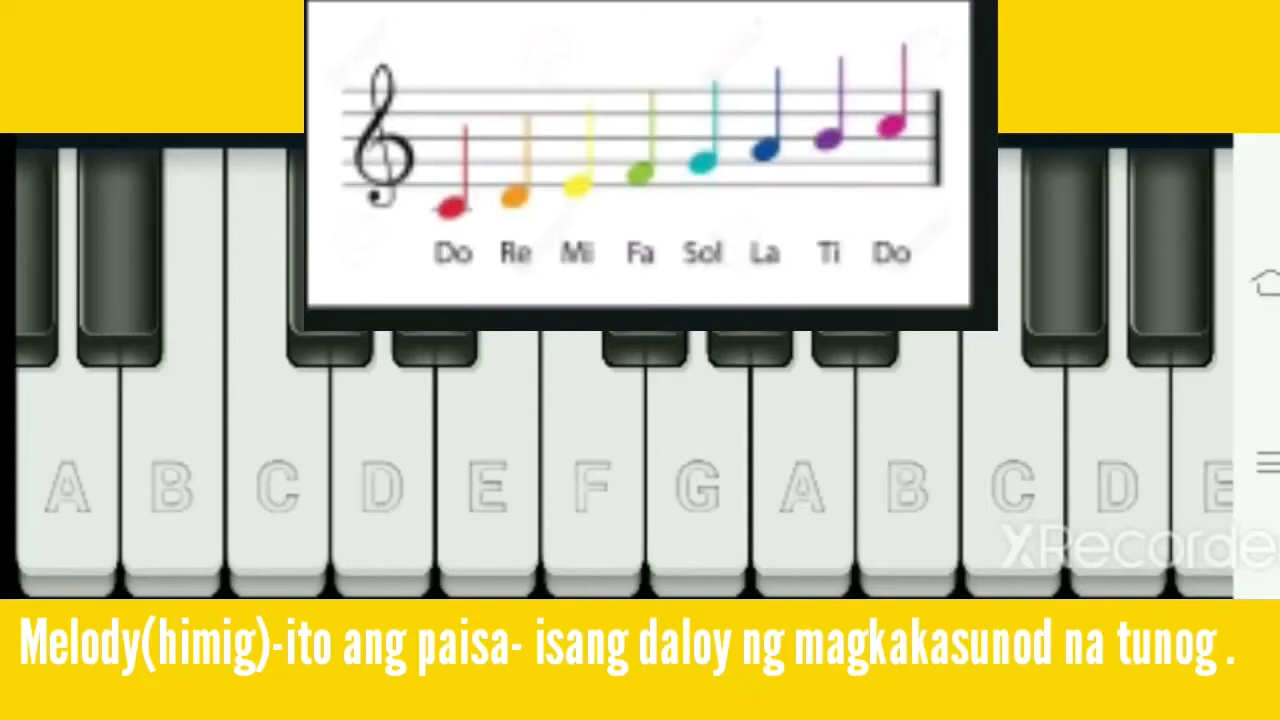 Do Re Mi Fa Sol La Ti Do
A B C D E F G A B C D E
XRecorde
Melody(himig)-ito ang paisa- isang daloy ng magkakasunod na tunog .